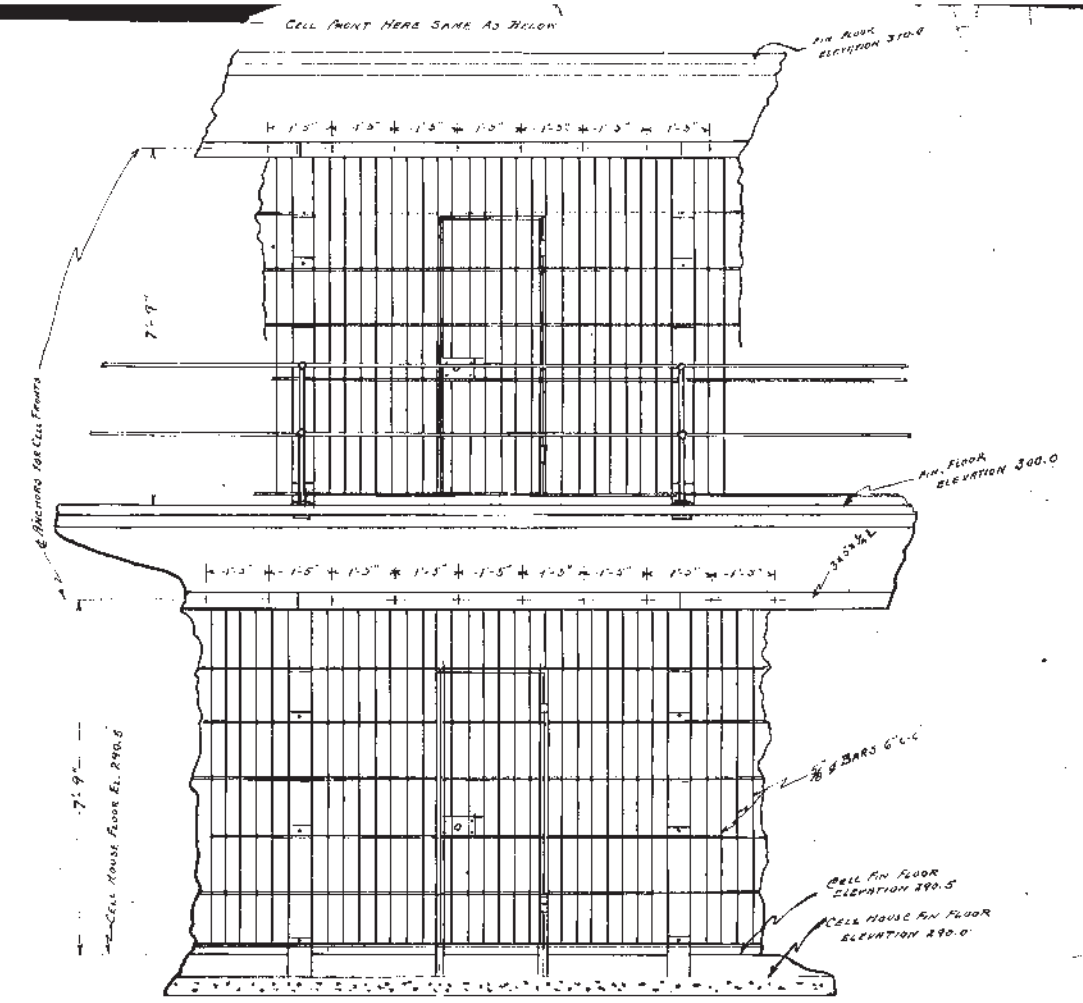 CELL FRONT HERE SAME AS BELOW
FIN FLOOR
ELEVATION 310.0
1'-5" 1'-5" 1'-5" 1'-5" 1'-5" 1'-5" 1'-5"
7'-9"
¢ ANCHORS FOR CELL FRONTS
FIN. FLOOR
ELEVATION 300.0
1'-5" 1'-5" 1'-5" 1'-5" 1'-5" 1'-5" 1'-5" 1'-5" 1'-5"
BARS 6" C-C
7'-9"
CELL HOUSE FLOOR EL. 290.5
CELL FIN FLOOR
ELEVATION 290.5
CELL HOUSE FIN FLOOR
ELEVATION 290.0